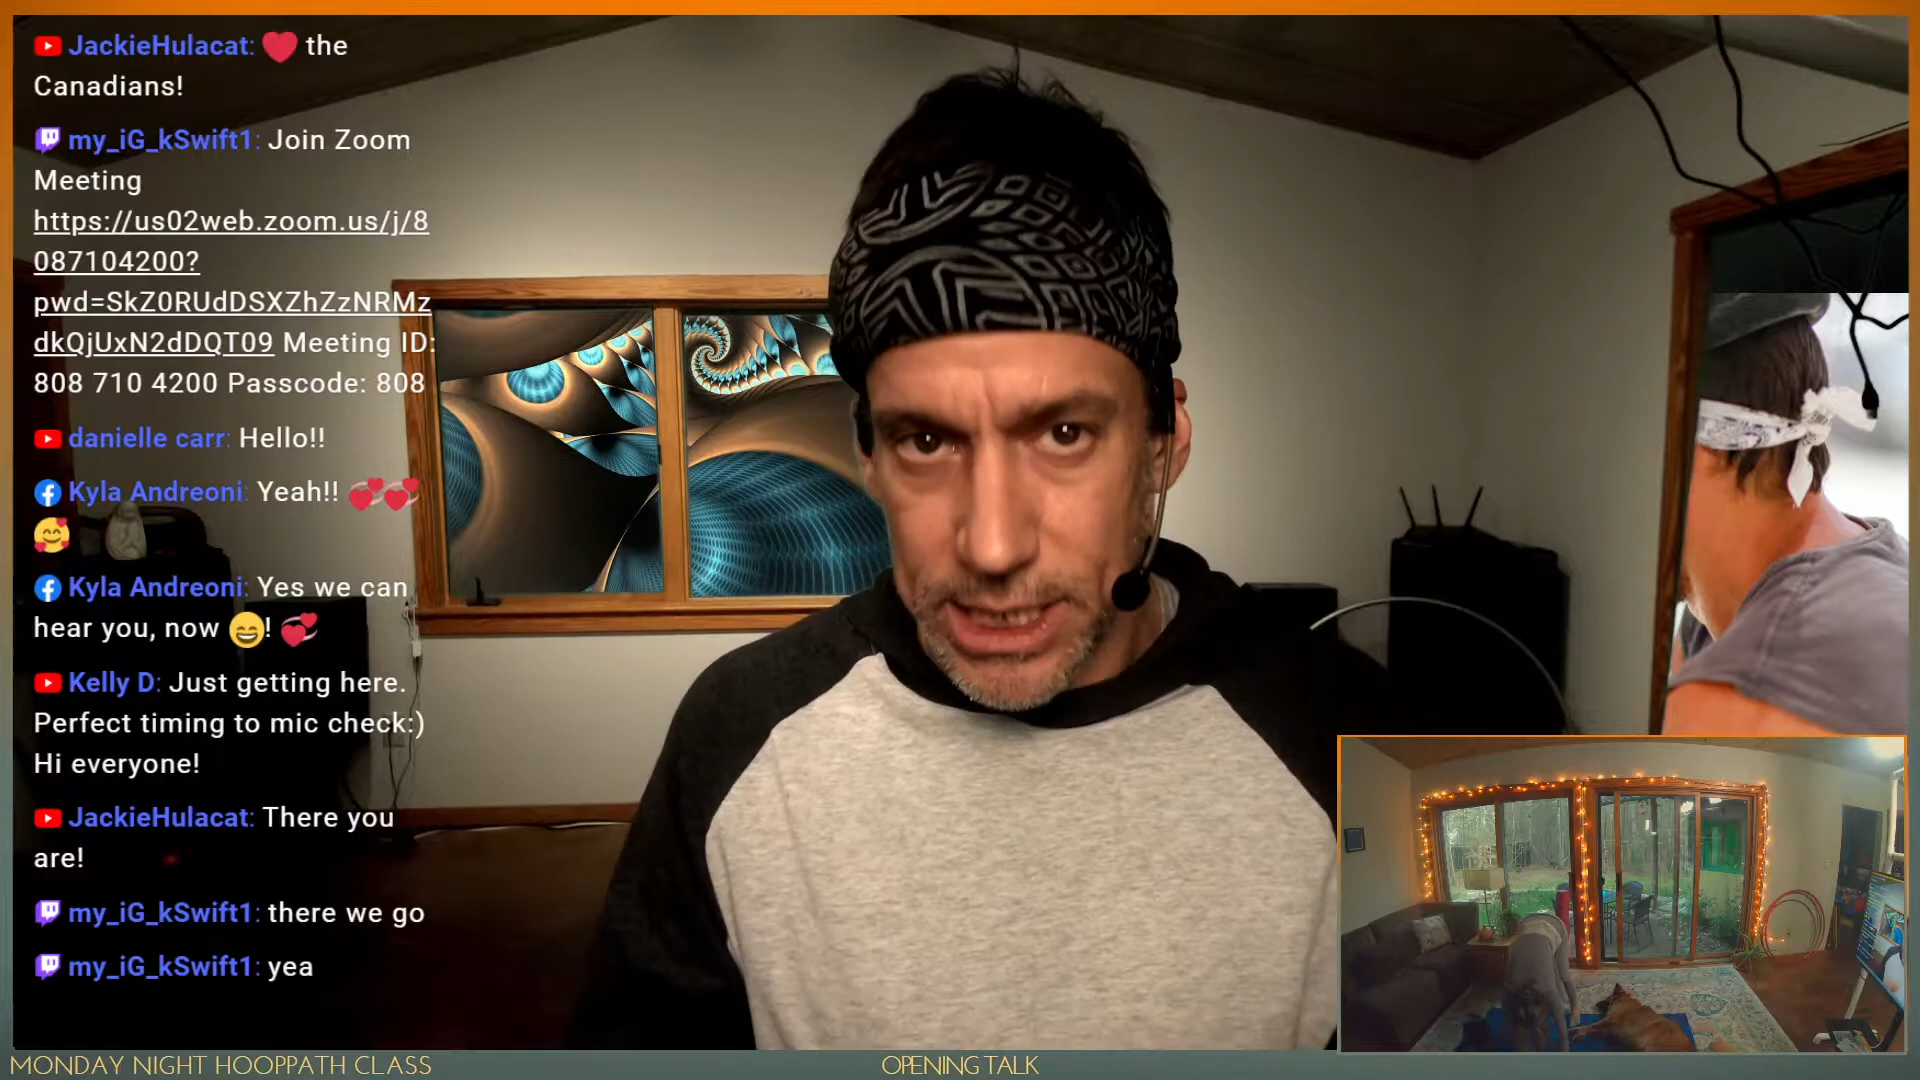 JackieHulacat: ❤️ the
Canadians!
my_iG_kSwift1: Join Zoom
Meeting
https://us02web.zoom.us/j/8
087104200?
pwd=SkZ0RUdDSXZhZzNRMz
dkQjUxN2dDQT09 Meeting ID:
808 710 4200 Passcode: 808
danielle carr: Hello!!
Kyla Andreoni: Yeah!! 💞💞
🥰
Kyla Andreoni: Yes we can
hear you, now 😄! 💞
Kelly D: Just getting here.
Perfect timing to mic check:)
Hi everyone!
JackieHulacat: There you
are!
my_iG_kSwift1: there we go
my_iG_kSwift1: yea
MONDAY NIGHT HOOPPATH CLASS
OPENING TALK